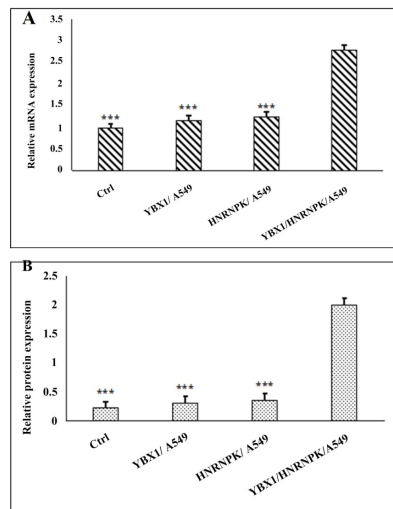 A
Relative mRNA expression
3.5
3
2.5
2
1.5
1
0.5
0
***
***
***
Ctrl
YBX1/ A549
HNRNPK/ A549
YBX1/HNRNPK/A549
B
Relative protein expression
2.5
2
1.5
1
0.5
0
***
***
***
Ctrl
YBX1/ A549
HNRNPK/ A549
YBX1/HNRNPK/A549